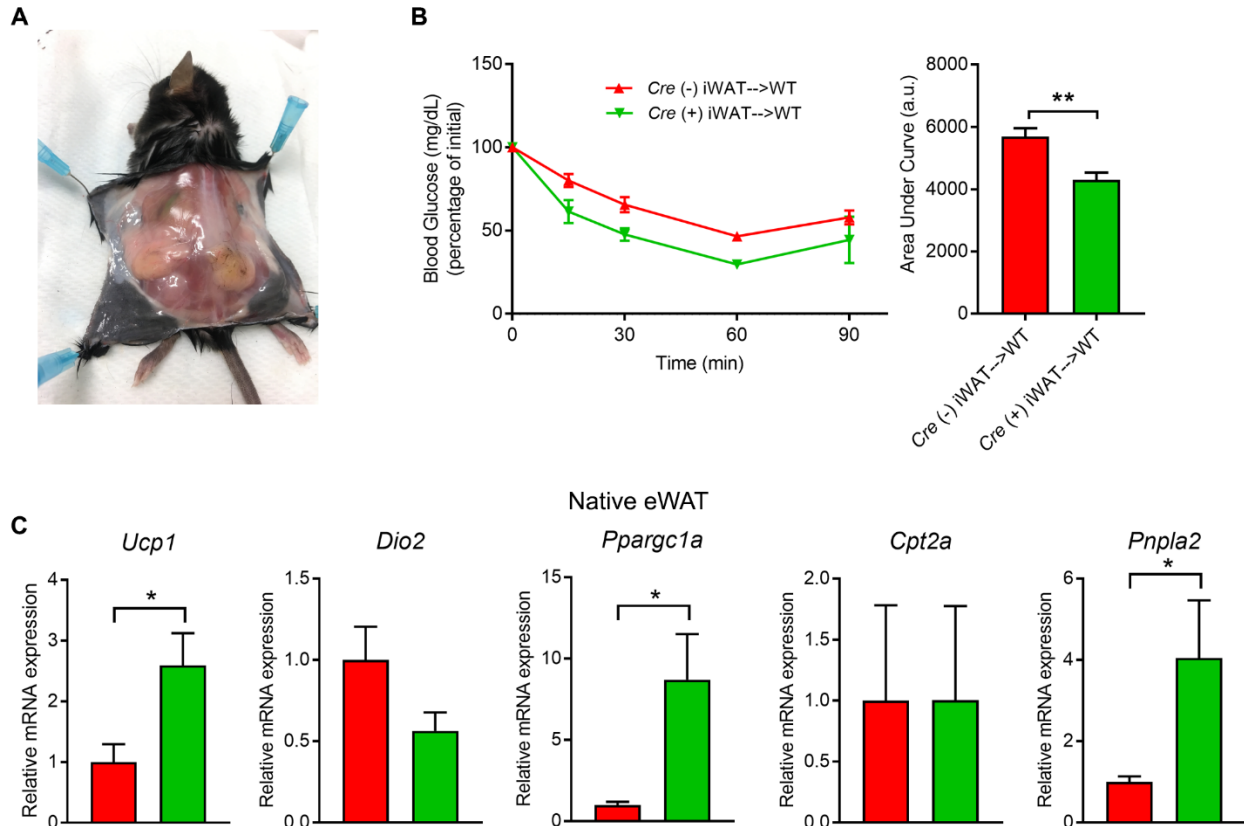 A
B
150
100
50
0
Blood Glucose (mg/dL)
(percentage of initial)
Cre (-) iWAT-->WT
Cre (+) iWAT-->WT
0
30
60
90
Time (min)
8000
6000
4000
2000
0
Area Under Curve (a.u.)
**
Cre (-) iWAT-->WT
Cre (+) iWAT-->WT
Native eWAT
C
Ucp1
4
3
2
1
0
Relative mRNA expression
*
Dio2
1.5
1.0
0.5
0.0
Relative mRNA expression
Ppargc1a
15
10
5
0
Relative mRNA expression
*
Cpt2a
2.0
1.5
1.0
0.5
0.0
Relative mRNA expression
Pnpla2
6
4
2
0
Relative mRNA expression
*